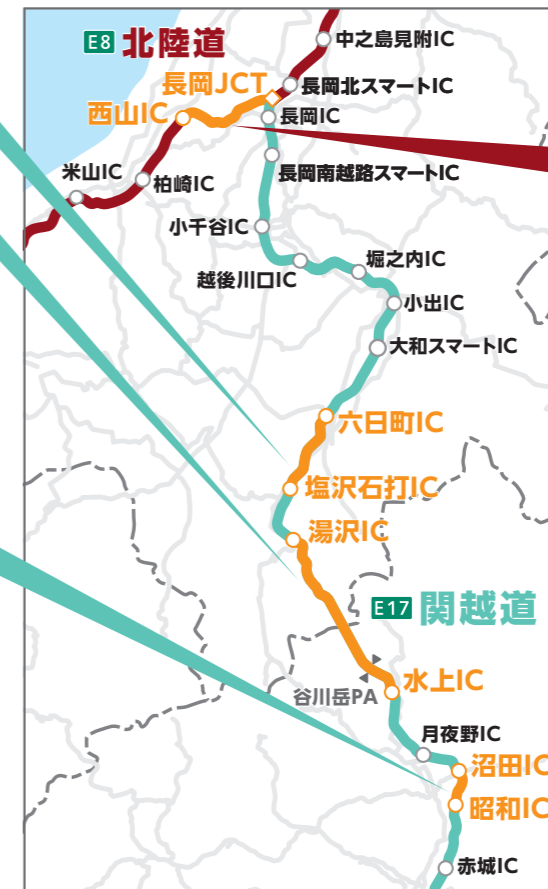 E8 北陸道
中之島見附IC
長岡JCT
長岡北スマートIC
西山IC
長岡IC
米山IC
柏崎IC
長岡南越路スマートIC
小千谷IC
越後川口IC
堀之内IC
小出IC
大和スマートIC
六日町IC
塩沢石打IC
湯沢IC
E17 関越道
水上IC
谷川岳PA
月夜野IC
沼田IC
昭和IC
赤城IC